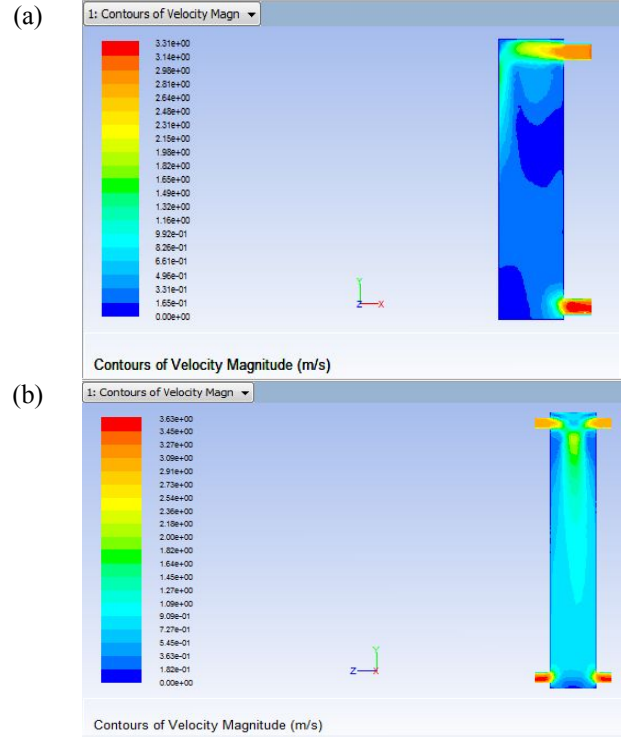 (a)
1: Contours of Velocity Magn
3.31e+00
3.14e+00
2.98e+00
2.81e+00
2.64e+00
2.48e+00
2.31e+00
2.15e+00
1.98e+00
1.82e+00
1.65e+00
1.49e+00
1.32e+00
1.16e+00
9.92e-01
8.26e-01
6.61e-01
4.96e-01
3.31e-01
1.65e-01
0.00e+00
Y
Z X
Contours of Velocity Magnitude (m/s)
(b)
1: Contours of Velocity Magn
3.63e+00
3.45e+00
3.27e+00
3.09e+00
2.91e+00
2.73e+00
2.54e+00
2.36e+00
2.18e+00
2.00e+00
1.82e+00
1.64e+00
1.45e+00
1.27e+00
1.09e+00
9.09e-01
7.27e-01
5.45e-01
3.63e-01
1.82e-01
0.00e+00
Y
Z X
Contours of Velocity Magnitude (m/s)